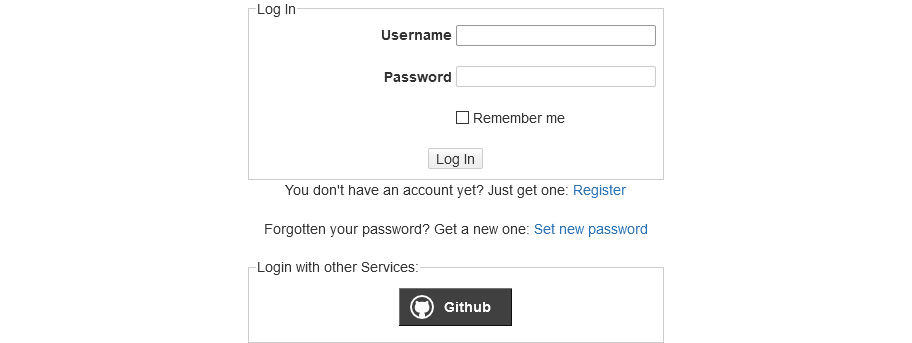 Log In
Username
Password
Remember me
Log In
You don't have an account yet? Just get one: Register
Forgotten your password? Get a new one: Set new password
Login with other Services:
Github